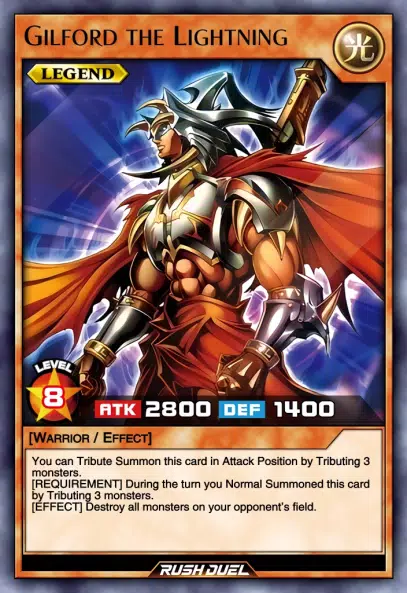 Gilford the Lightning
光
LEGEND
LEVEL
8
ATK 2800 DEF 1400
[Warrior / Effect]
You can Tribute Summon this card in Attack Position by Tributing 3
monsters.
[REQUIREMENT] During the turn you Normal Summoned this card
by Tributing 3 monsters.
[EFFECT] Destroy all monsters on your opponent's field.
RUSH DUEL